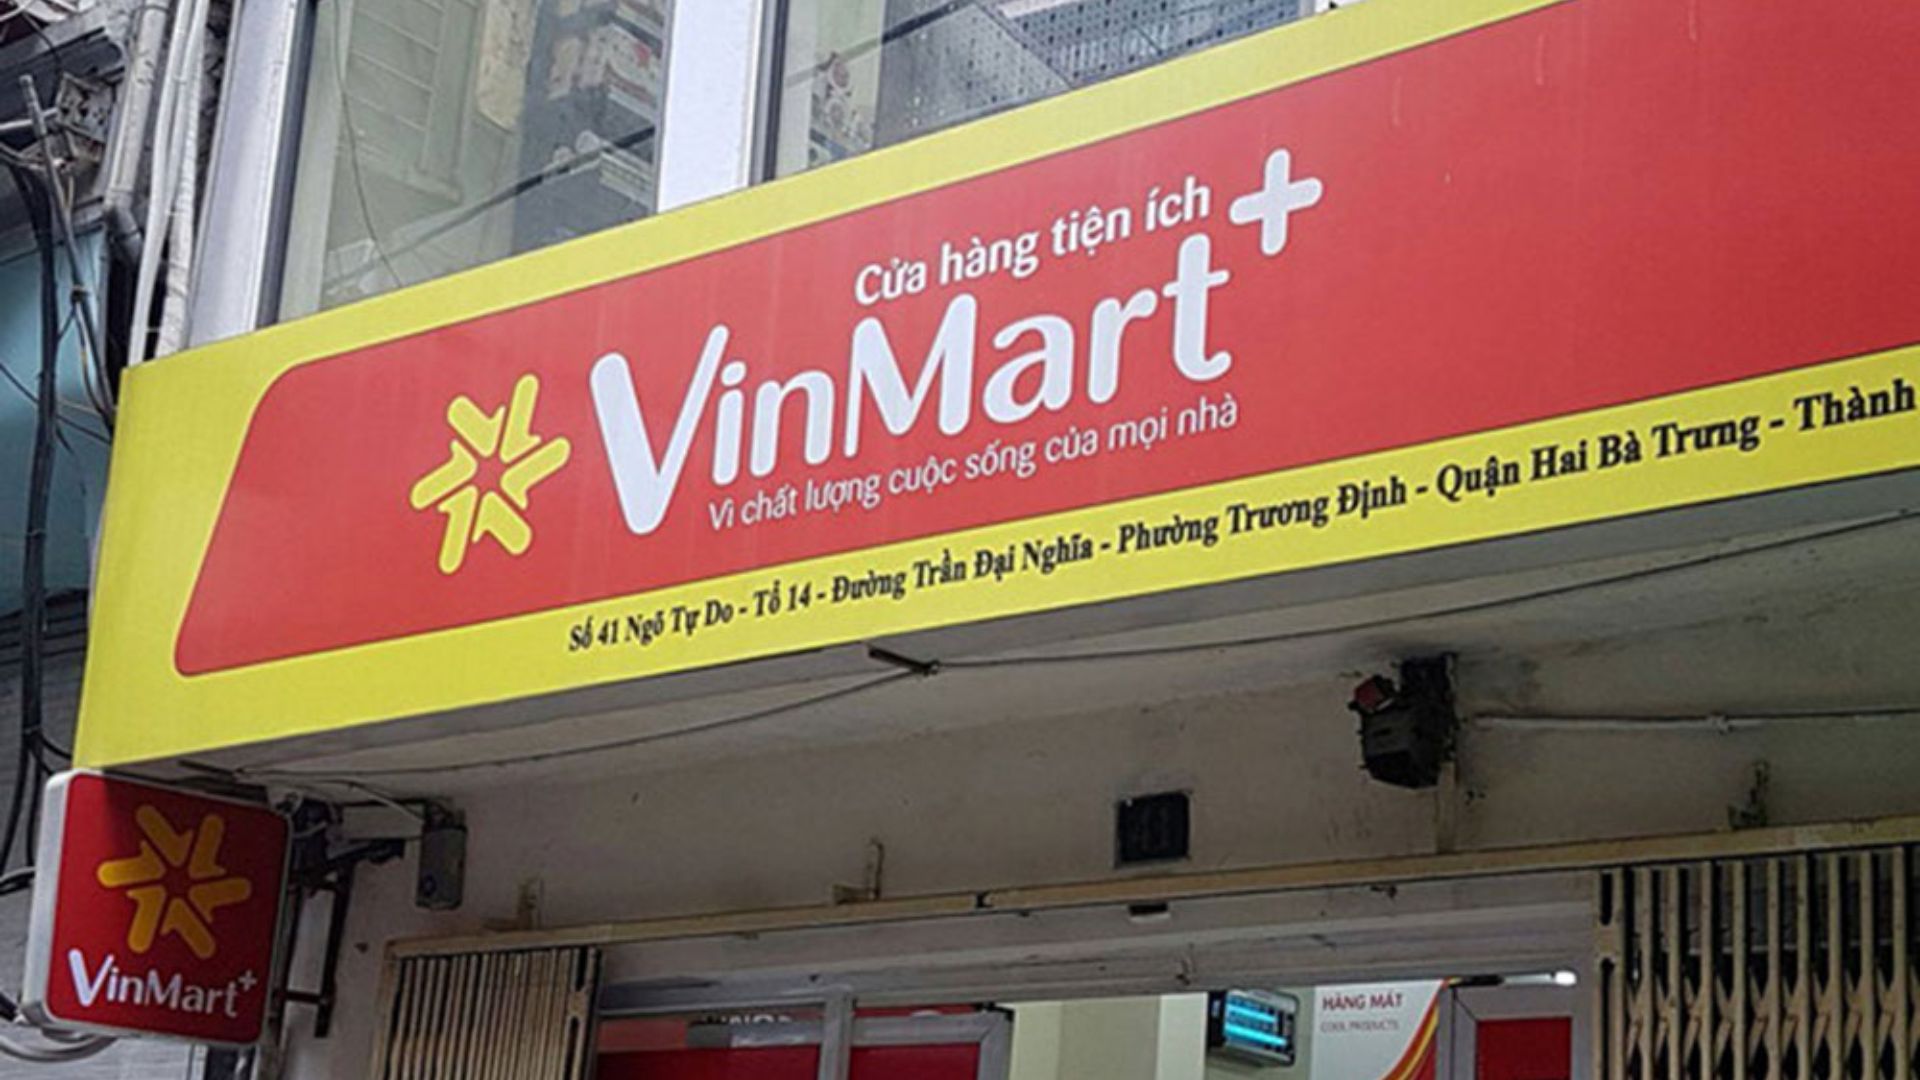 Cửa hàng tiện ích
VinMart+
Vì chất lượng cuộc sống của mọi nhà
Số 41 Ngõ Tự Do - Tổ 14 - Đường Trần Đại Nghĩa - Phường Trương Định - Quận Hai Bà Trưng - Thành
VinMart+
HÀNG MÁT
COOL PRODUCTS